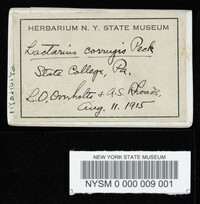 HERBARIUM N. Y. STATE MUSEUM
Lactarius corrugis Peck
State College, Pa.
L.O. Overholts & A.S. Rhoads
Aug. 11. 1915
NEW YORK STATE MUSEUM
NYSM 0 000 009 001